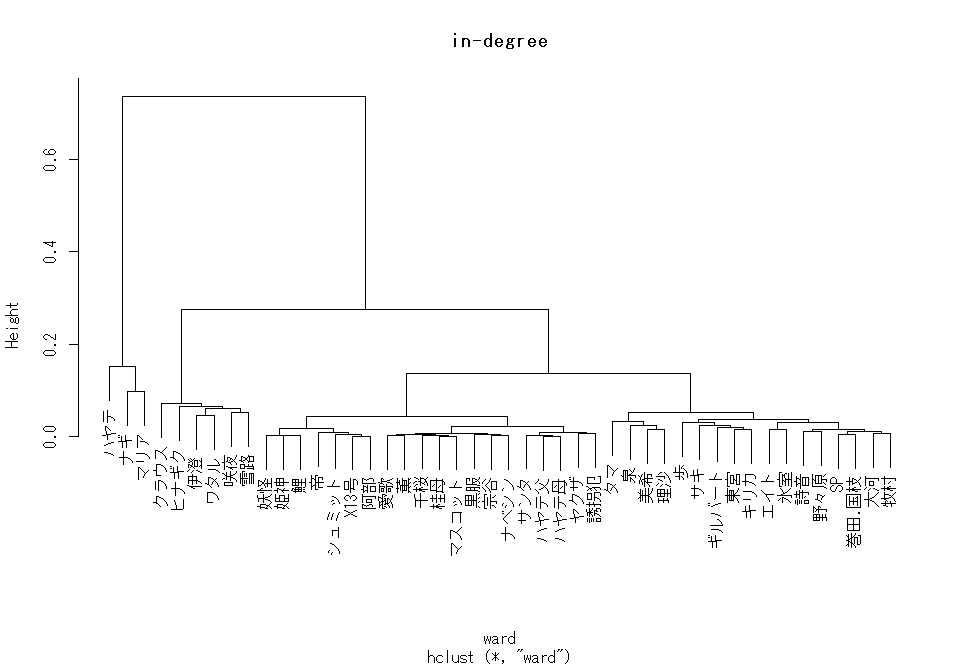 in-degree
Height
0.0
0.2
0.4
0.6
ハヤテ
ナギ
マリア
クラウス
ヒナギク
伊澄
ワタル
咲夜
雪路
妖怪
姫神
鯉
帝
シュミット
X13号
阿部
愛歌
薫
千桜
桂母
マスコット
黒服
宗谷
ナベシン
サンタ
ハヤテ父
ハヤテ母
ヤクザ
誘拐犯
タマ
泉
美希
理沙
歩
サキ
ギルバート
東宮
キリカ
エイト
氷室
詩音
野々原
SP
巻田.国枝
大河
牧村
ward
hclust (*, "ward")